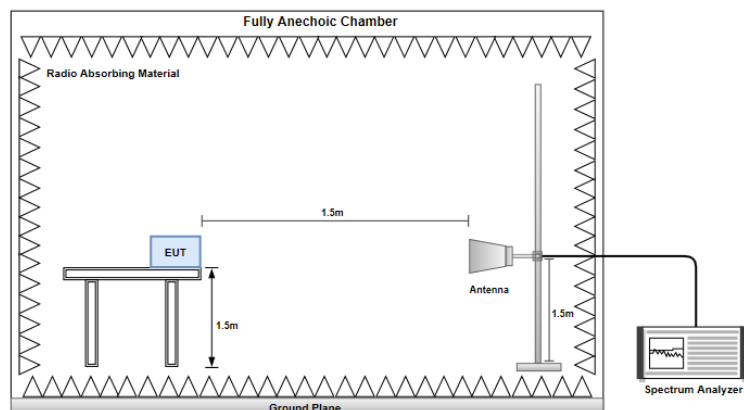 Fully Anechoic Chamber
Radio Absorbing Material
1.5m
EUT
Antenna
1.5m
1.5m
Spectrum Analyzer
Ground Plane